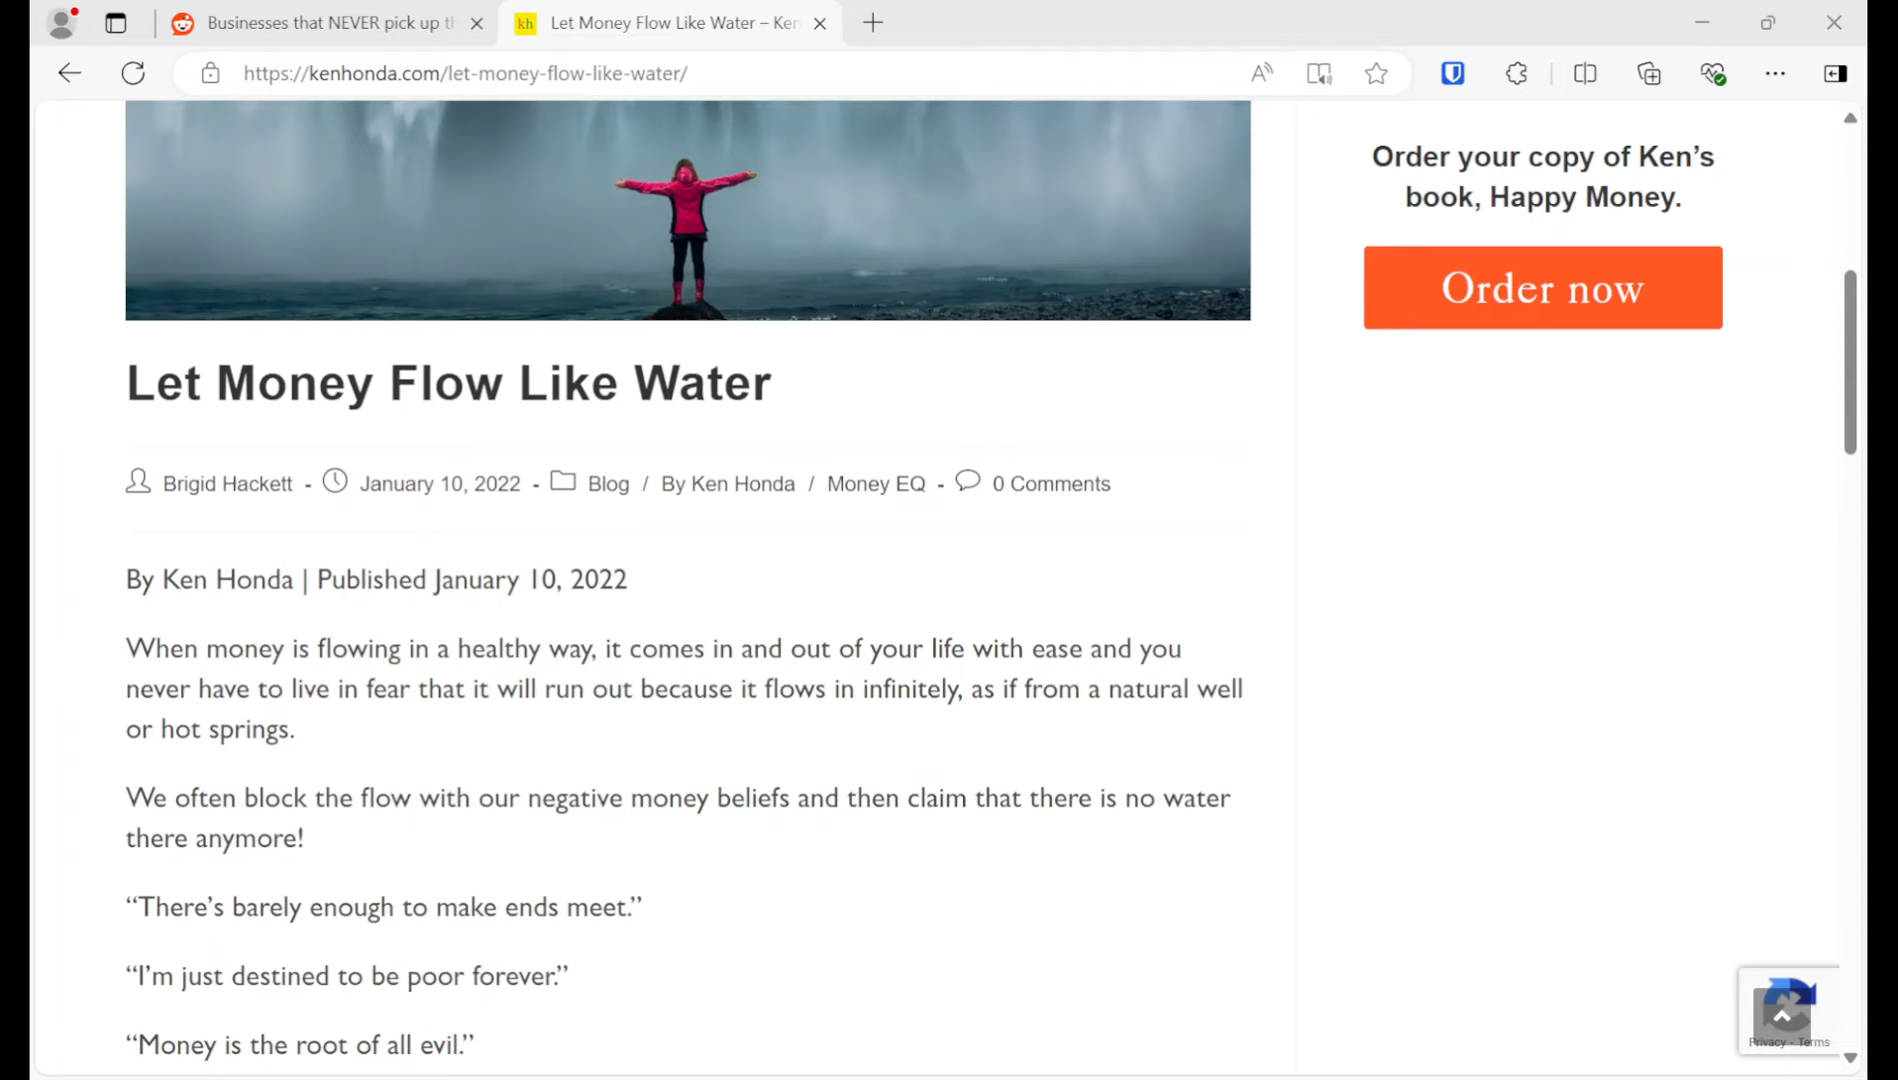 Businesses that NEVER pick up th
kh Let Money Flow Like Water – Ken
https://kenhonda.com/let-money-flow-like-water/
Order your copy of Ken’s
book, Happy Money.
Order now
Let Money Flow Like Water
Brigid Hackett - January 10, 2022 - Blog / By Ken Honda / Money EQ - 0 Comments
By Ken Honda | Published January 10, 2022
When money is flowing in a healthy way, it comes in and out of your life with ease and you
never have to live in fear that it will run out because it flows in infinitely, as if from a natural well
or hot springs.
We often block the flow with our negative money beliefs and then claim that there is no water
there anymore!
“There’s barely enough to make ends meet.”
“I’m just destined to be poor forever.”
“Money is the root of all evil.”
Privacy - Terms